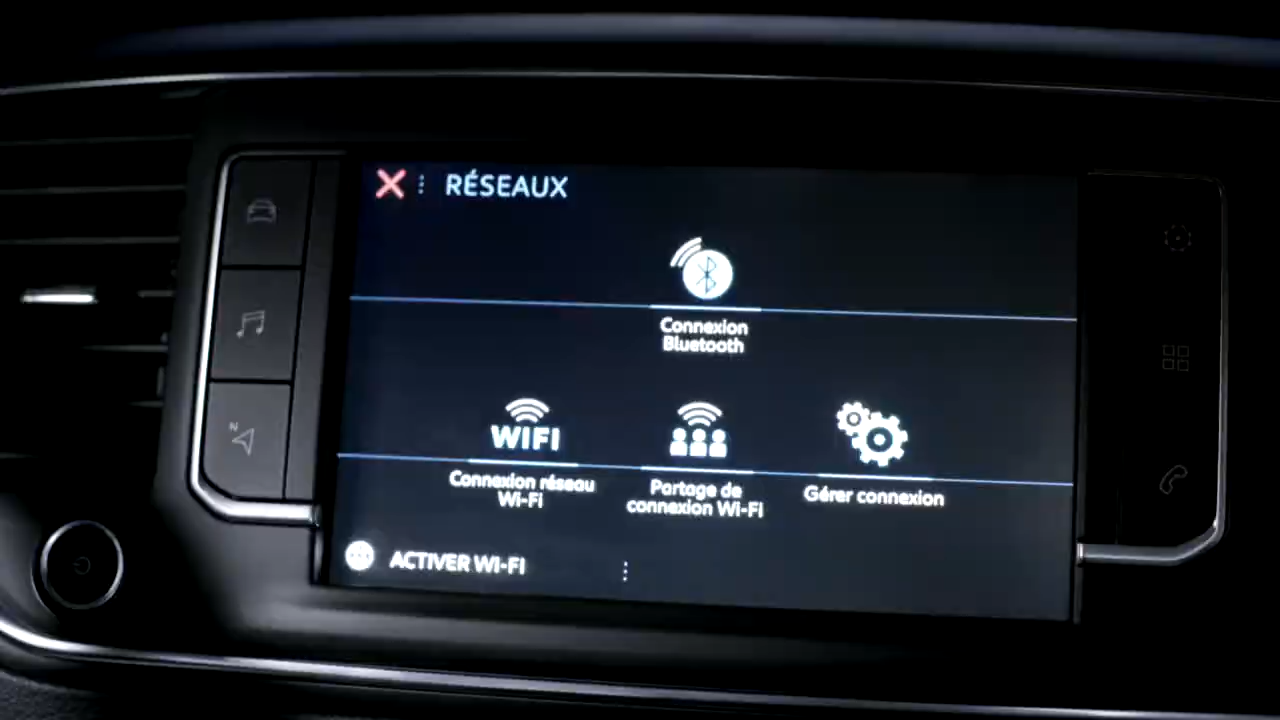 RÉSEAUX
Connexion
Bluetooth
WIFI
Connexion réseau
Wi-Fi
Partage de
connexion Wi-Fi
Gérer connexion
ACTIVER WI-FI
N